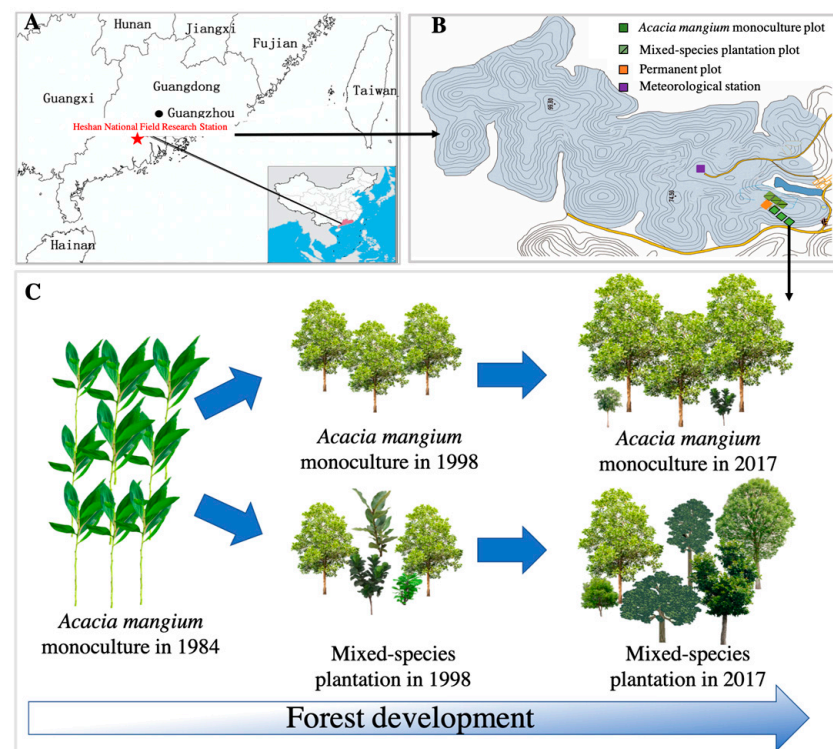 A
Hunan
Jiangxi
Fujian
Guangxi
Guangdong
Guangzhou
Taiwan
Heshan National Field Research Station
Hainan
B
Acacia mangium monoculture plot
Mixed-species plantation plot
Permanent plot
Meteorological station
C
Acacia mangium
monoculture in 1984
Acacia mangium
monoculture in 1998
Acacia mangium
monoculture in 2017
Mixed-species
plantation in 1998
Mixed-species
plantation in 2017
Forest development